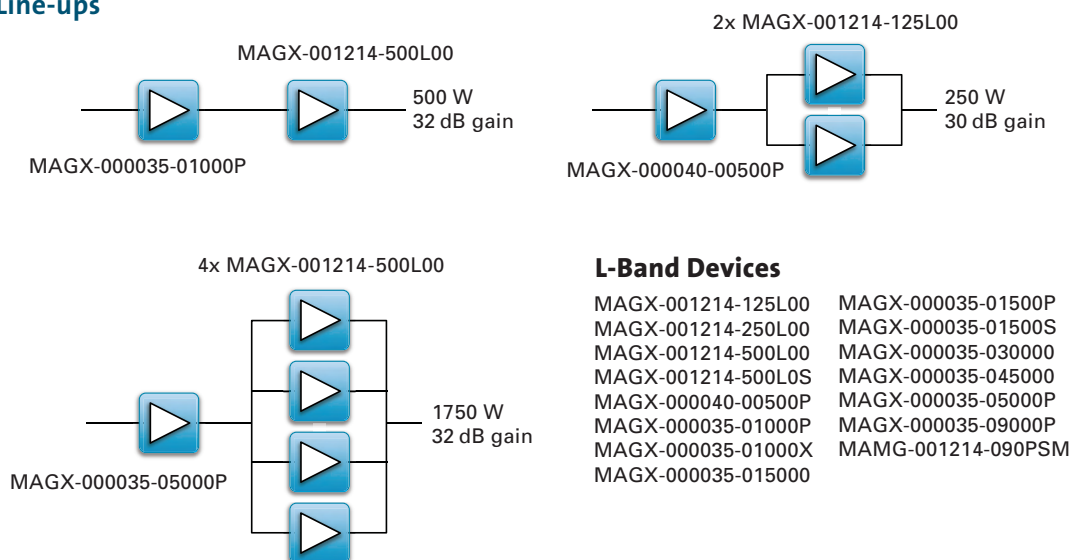 Line-ups
MAGX-001214-500L00
500 W
32 dB gain
MAGX-000035-01000P
2x MAGX-001214-125L00
250 W
30 dB gain
MAGX-000040-00500P
4x MAGX-001214-500L00
1750 W
32 dB gain
MAGX-000035-05000P
L-Band Devices
MAGX-001214-125L00
MAGX-001214-250L00
MAGX-001214-500L00
MAGX-001214-500L0S
MAGX-000040-00500P
MAGX-000035-01000P
MAGX-000035-01000X
MAGX-000035-015000
MAGX-000035-01500P
MAGX-000035-01500S
MAGX-000035-030000
MAGX-000035-045000
MAGX-000035-05000P
MAGX-000035-09000P
MAMG-001214-090PSM